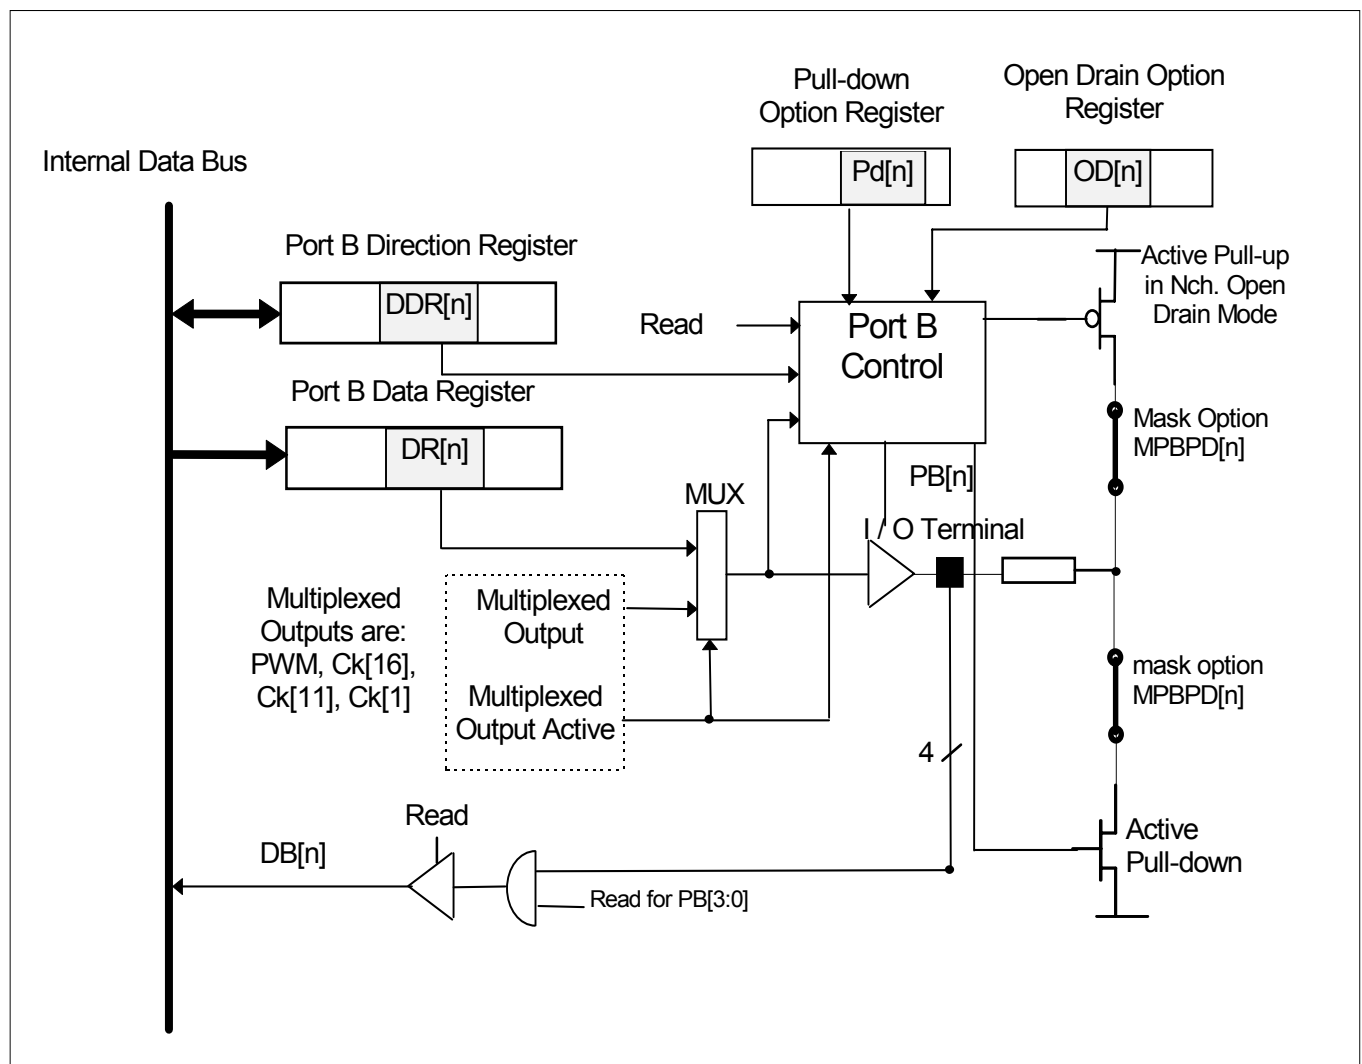 Pull-down
Option Register
Open Drain Option
Register
Internal Data Bus
Pd[n]
OD[n]
Port B Direction Register
DDR[n]
Active Pull-up
in Nch. Open
Drain Mode
Read
Port B
Control
Port B Data Register
DR[n]
Mask Option
MPBPD[n]
MUX
PB[n]
I / O Terminal
Multiplexed
Outputs are:
PWM, Ck[16],
Ck[11], Ck[1]
Multiplexed
Output
Multiplexed
Output Active
mask option
MPBPD[n]
4
Read
DB[n]
Read for PB[3:0]
Active
Pull-down